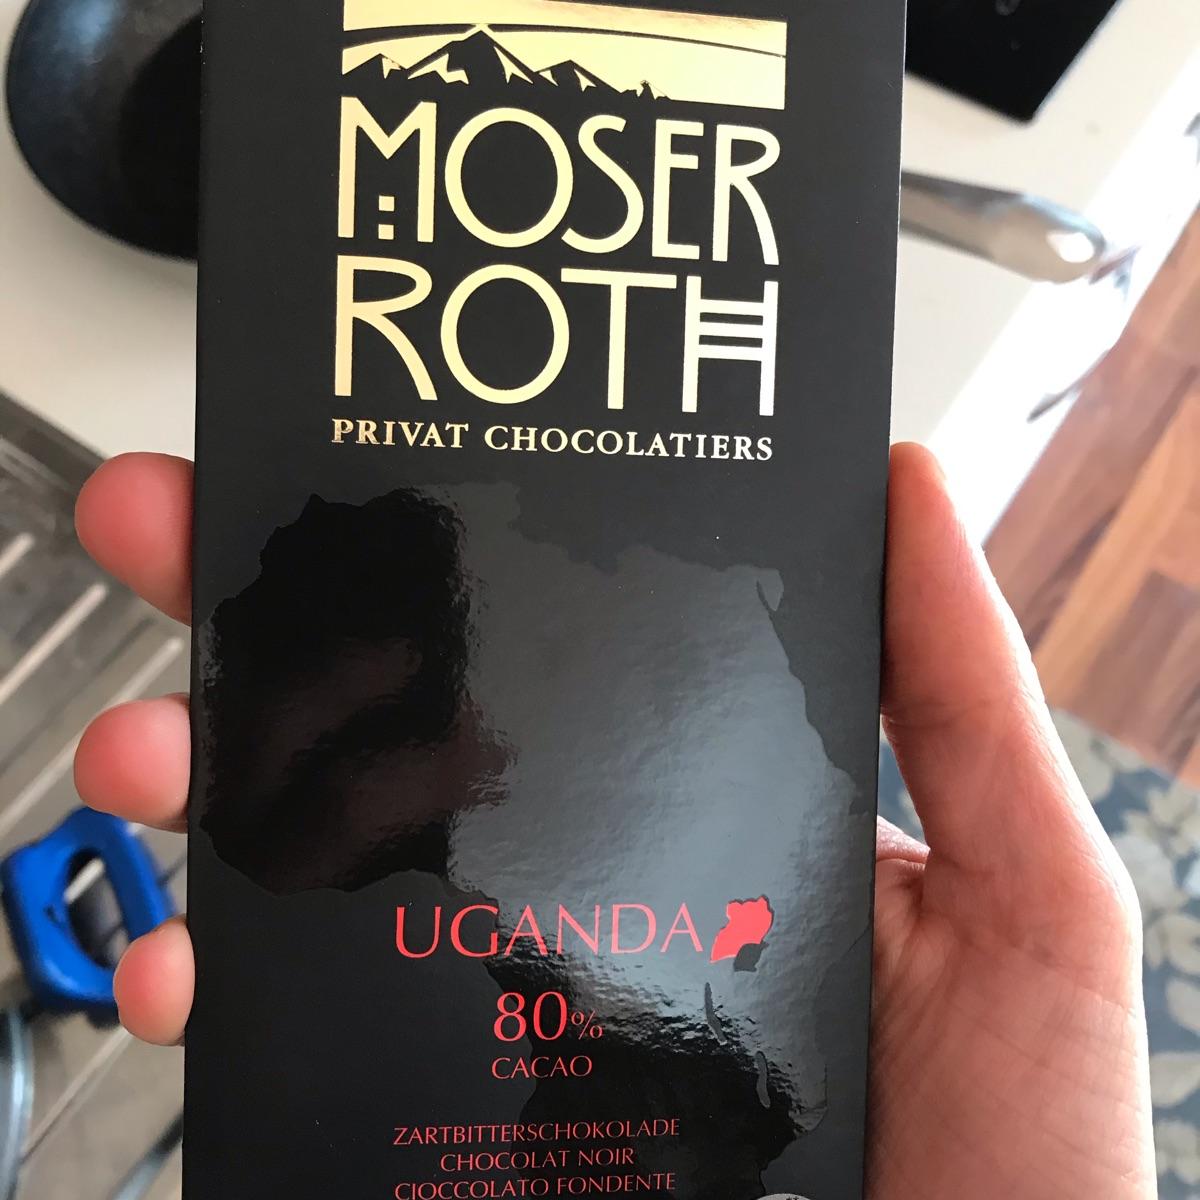 MOSER
ROTH
PRIVAT CHOCOLATIERS
UGANDA
80%
CACAO
ZARTBITTERSCHOKOLADE
CHOCOLAT NOIR
CIOCCOLATO FONDENTE